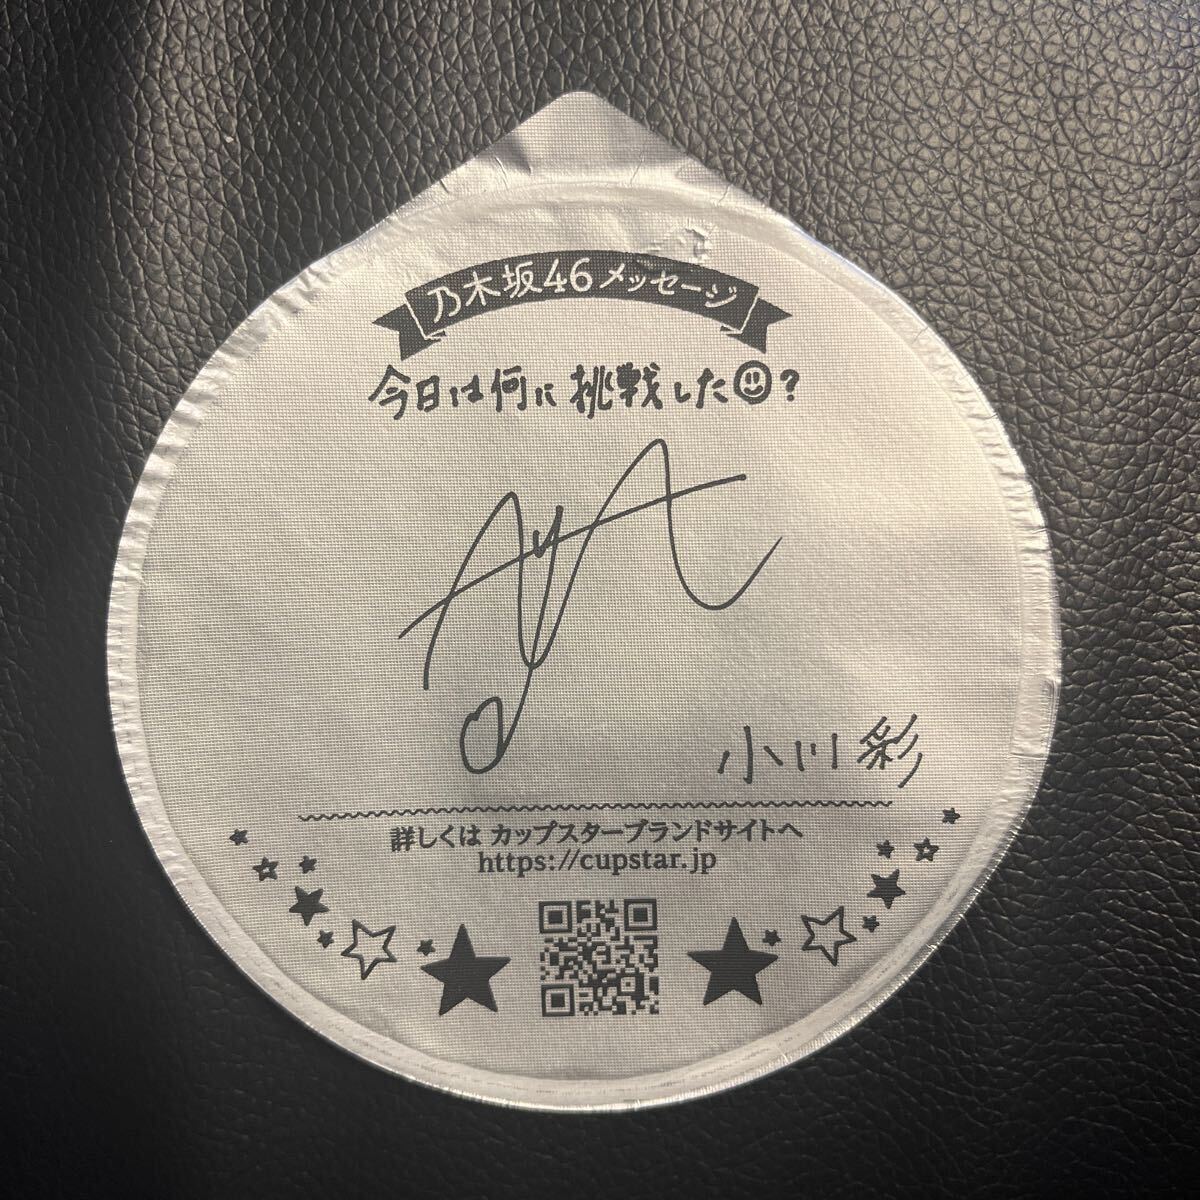 乃木坂46メッセージ
今日は何に挑戦した☺?
AyA
小川 彩
詳しくは カップスターブランドサイトへ
https://cupstar.jp